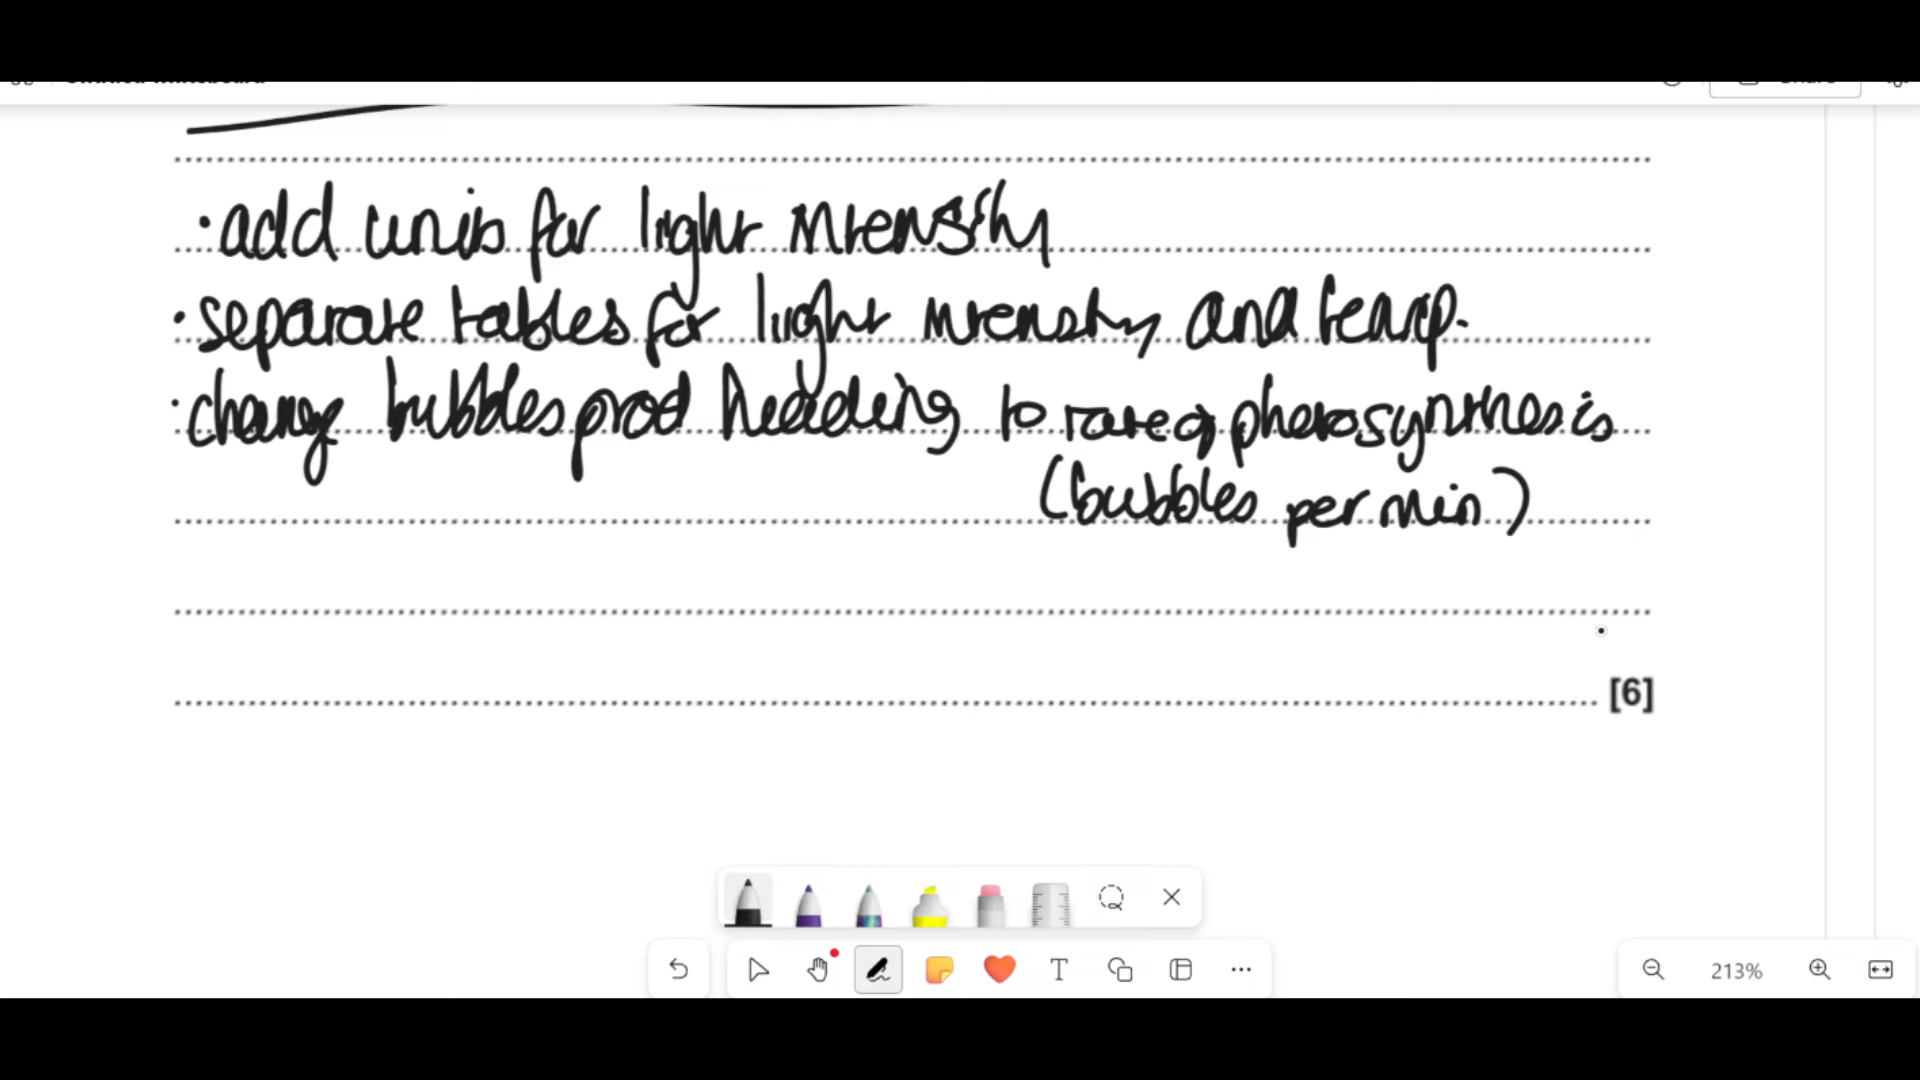 · add units for light intensity
· separate tables for light intensity and temp.
· change bubbles prod heading to rate of photosynthesis
(bubbles per min)
[6]
213%